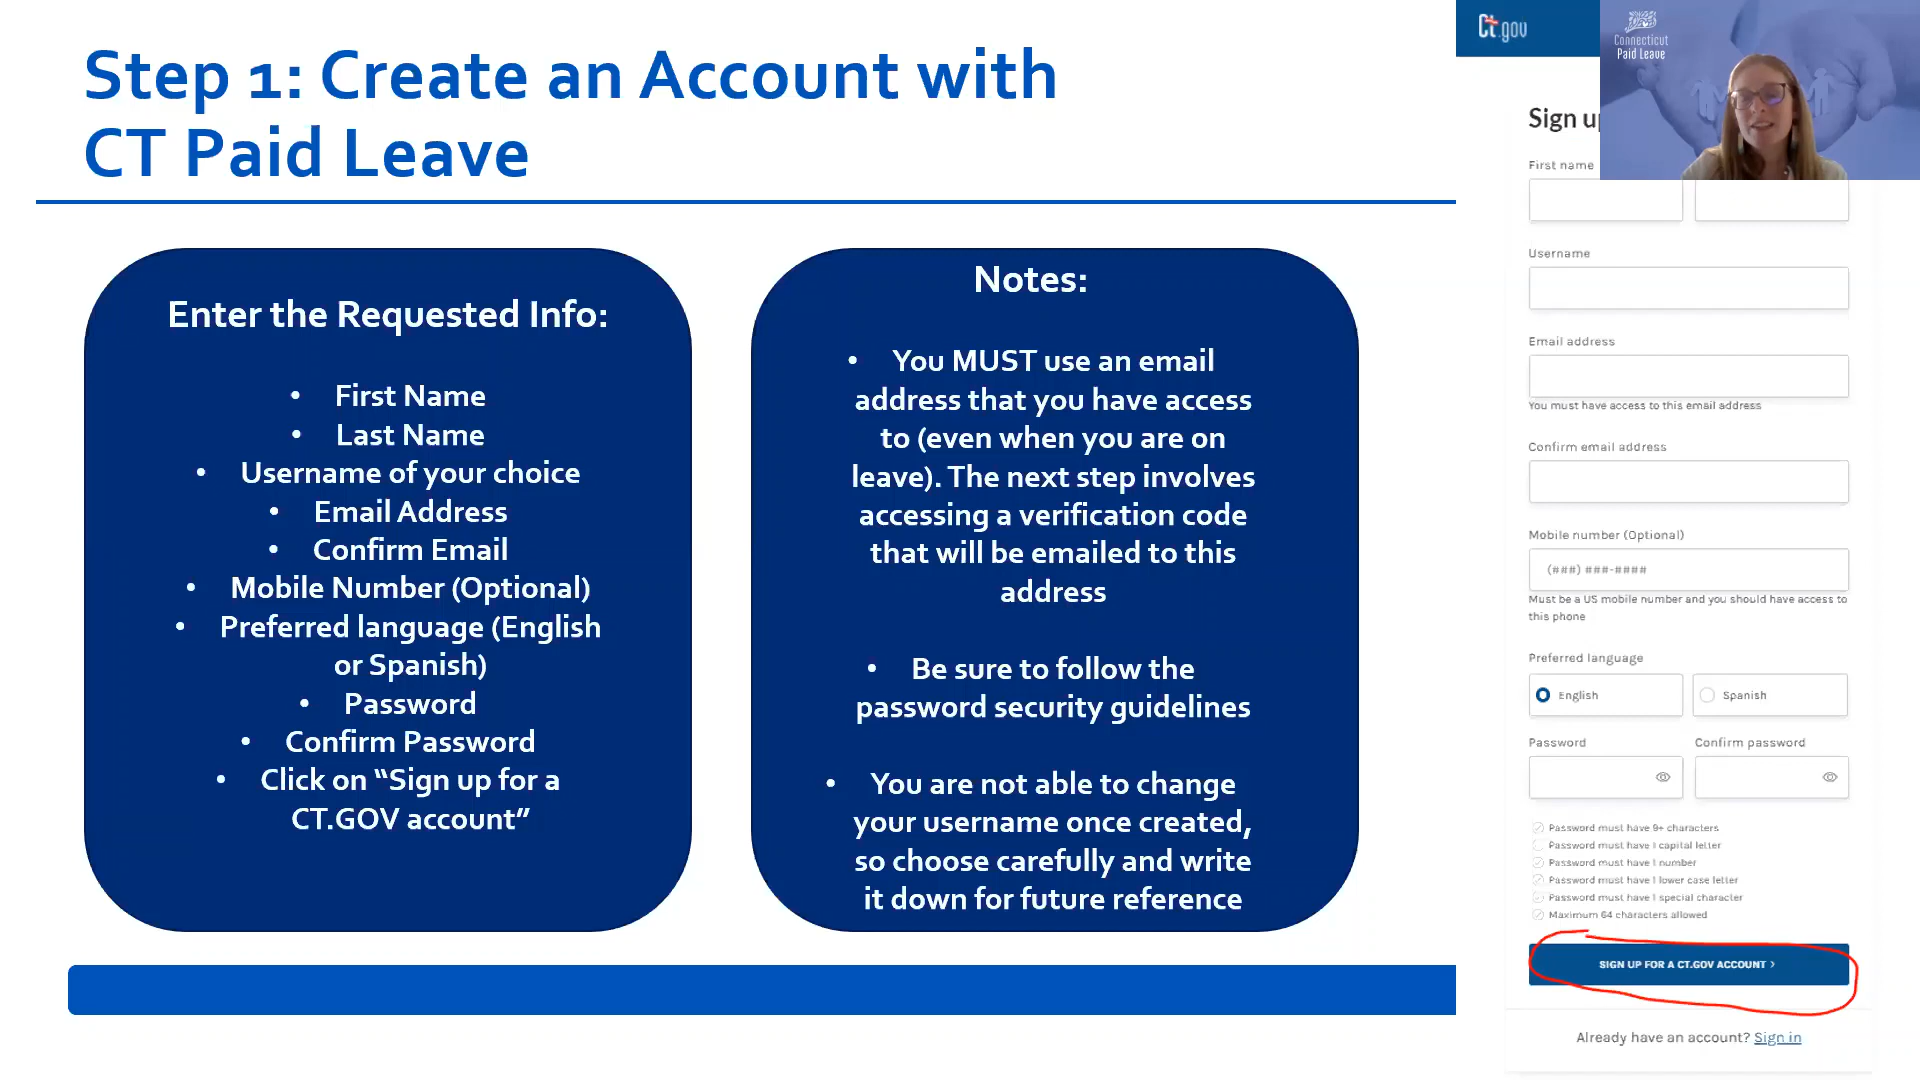 Step 1: Create an Account with
CT Paid Leave
Enter the Requested Info:
• First Name
• Last Name
• Username of your choice
• Email Address
• Confirm Email
• Mobile Number (Optional)
• Preferred language (English
or Spanish)
• Password
• Confirm Password
• Click on “Sign up for a
CT.GOV account”
Notes:
• You MUST use an email
address that you have access
to (even when you are on
leave). The next step involves
accessing a verification code
that will be emailed to this
address
• Be sure to follow the
password security guidelines
• You are not able to change
your username once created,
so choose carefully and write
it down for future reference
Ct.gov
Connecticut
Paid Leave
Sign u
First name
Username
Email address
You must have access to this email address
Confirm email address
Mobile number (Optional)
(###) ###-####
Must be a US mobile number and you should have access to
this phone
Preferred language
English Spanish
Password Confirm password
Password must have 9+ characters
Password must have 1 capital letter
Password must have 1 number
Password must have 1 lower case letter
Password must have 1 special character
Maximum 64 characters allowed
SIGN UP FOR A CT.GOV ACCOUNT >
Already have an account? Sign in